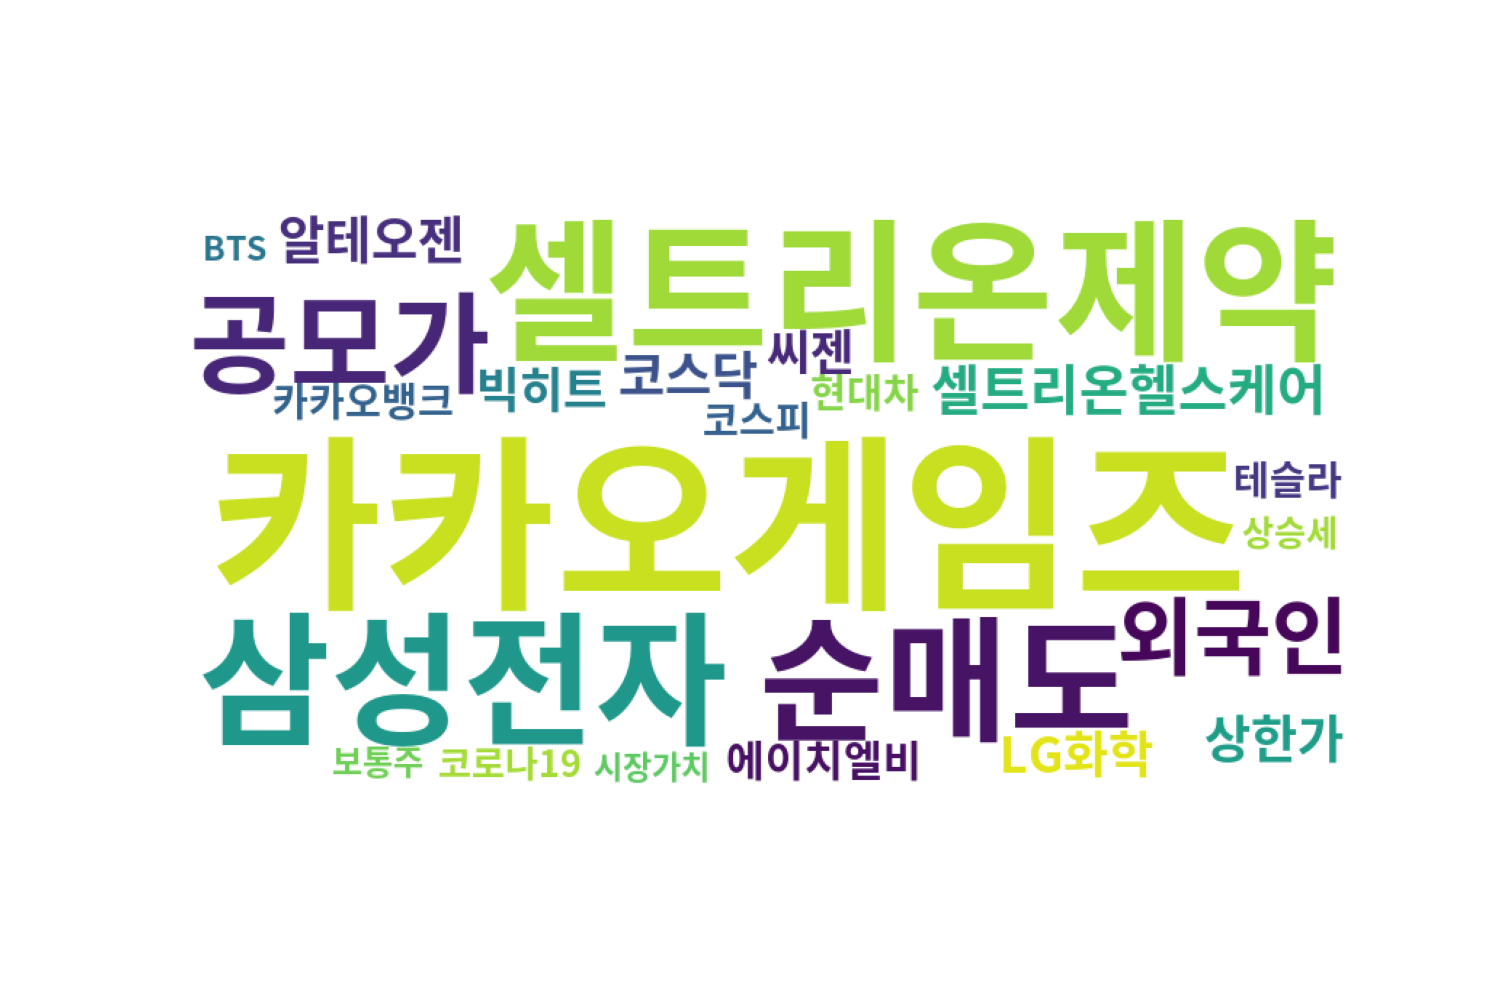 BTS 알테오젠 셀트리온제약
공모가 씨젠
카카오뱅크 빅히트 코스닥 현대차 셀트리온헬스케어
코스피
카카오게임즈 테슬라
상승세
삼성전자 순매도 외국인
보통주 코로나19 시장가치 에이치엘비 LG화학 상한가